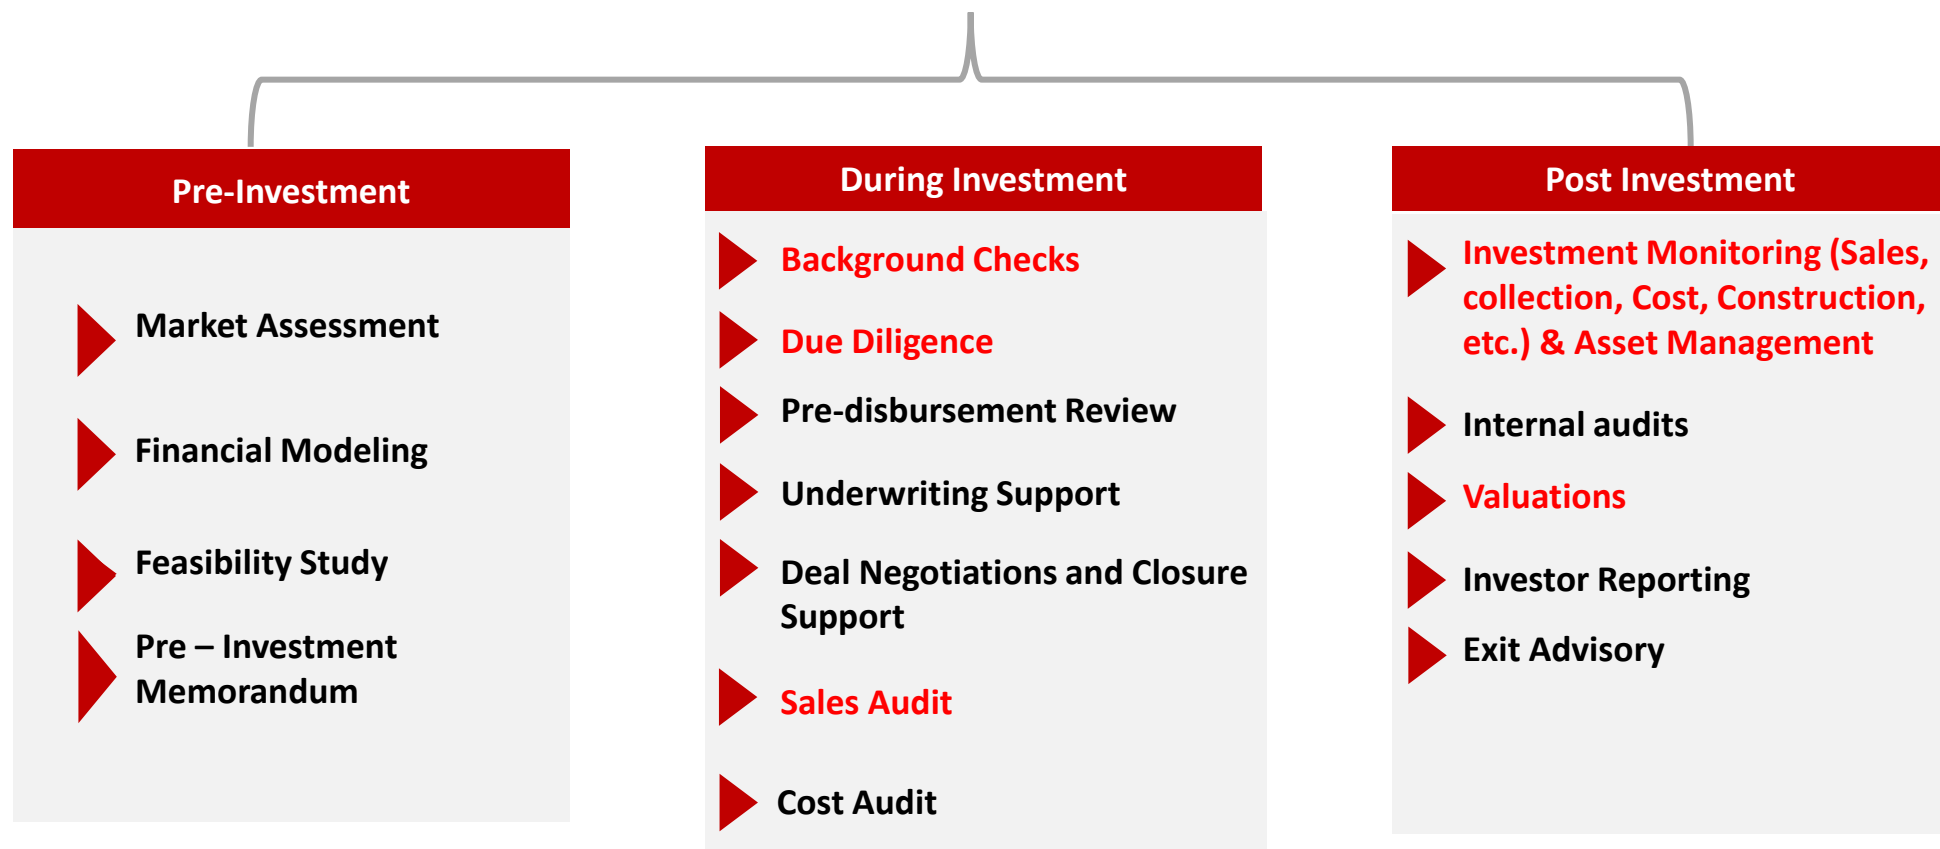 Pre-Investment
Market Assessment
Financial Modeling
Feasibility Study
Pre – Investment
Memorandum
During Investment
Background Checks
Due Diligence
Pre-disbursement Review
Underwriting Support
Deal Negotiations and Closure
Support
Sales Audit
Cost Audit
Post Investment
Investment Monitoring (Sales,
collection, Cost, Construction,
etc.) & Asset Management
Internal audits
Valuations
Investor Reporting
Exit Advisory